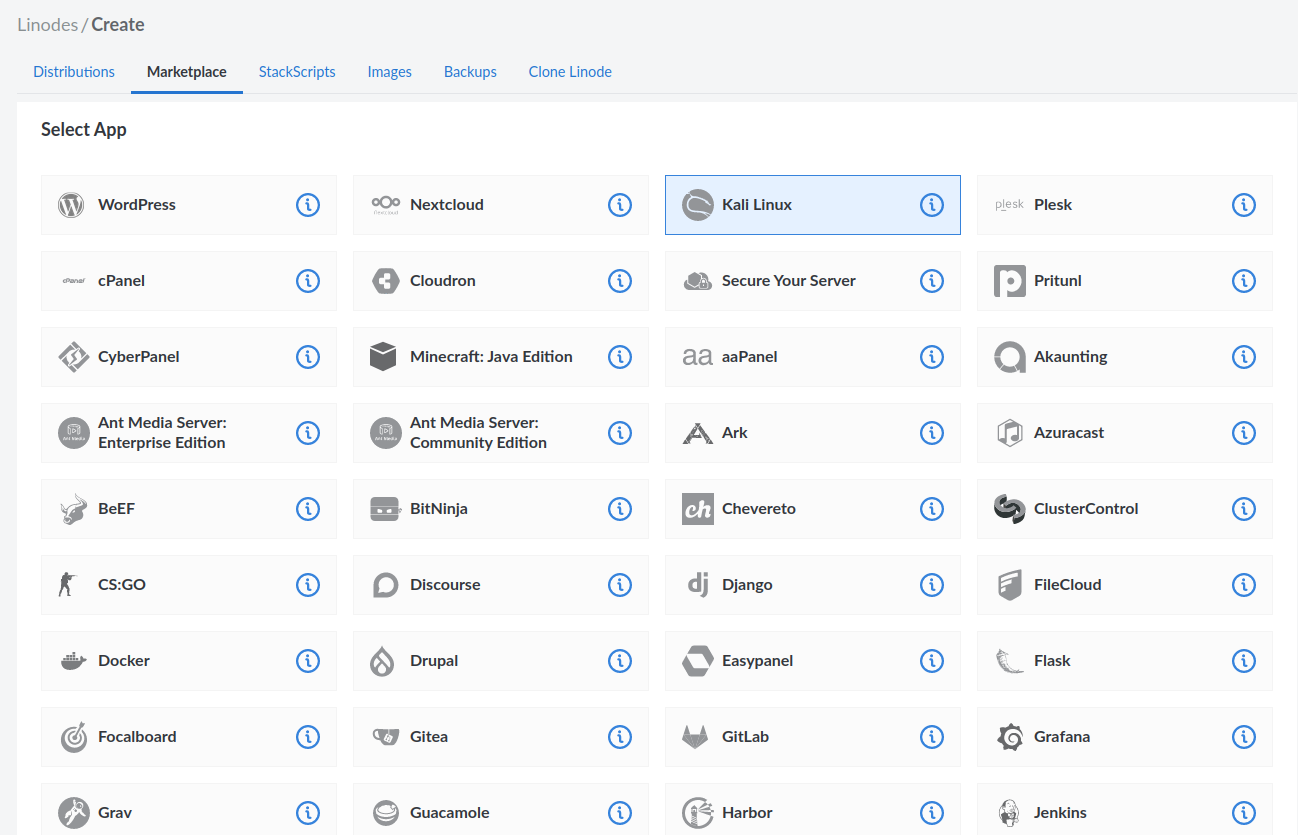 Linodes / Create
Distributions Marketplace StackScripts Images Backups Clone Linode
Select App
WordPress Nextcloud Kali Linux plesk Plesk
cPanel cPanel Cloudron Secure Your Server Pritunl
CyberPanel Minecraft: Java Edition aa aaPanel Akaunting
Ant Media Server: Enterprise Edition
Ant Media Server: Community Edition
Ark Azuracast
BeEF BitNinja ch Chevereto ClusterControl
CS:GO Discourse dj Django FileCloud
Docker Drupal Easypanel Flask
Focalboard Gitea GitLab Grafana
Grav Guacamole Harbor Jenkins